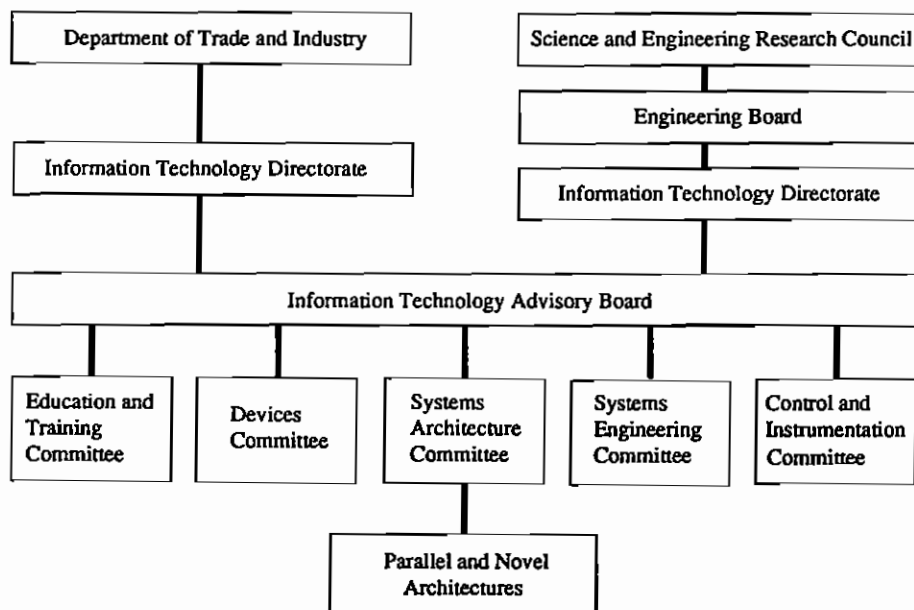 Department of Trade and Industry
Science and Engineering Research Council
Engineering Board
Information Technology Directorate
Information Technology Directorate
Information Technology Advisory Board
Education and
Training
Committee
Devices
Committee
Systems
Architecture
Committee
Systems
Engineering
Committee
Control and
Instrumentation
Committee
Parallel and Novel
Architectures